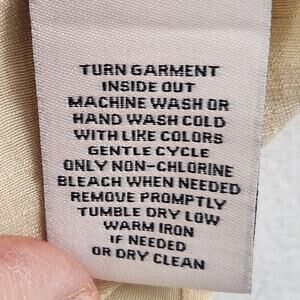 TURN GARMENT
INSIDE OUT
MACHINE WASH OR
HAND WASH COLD
WITH LIKE COLORS
GENTLE CYCLE
ONLY NON-CHLORINE
BLEACH WHEN NEEDED
REMOVE PROMPTLY
TUMBLE DRY LOW
WARM IRON
IF NEEDED
OR DRY CLEAN